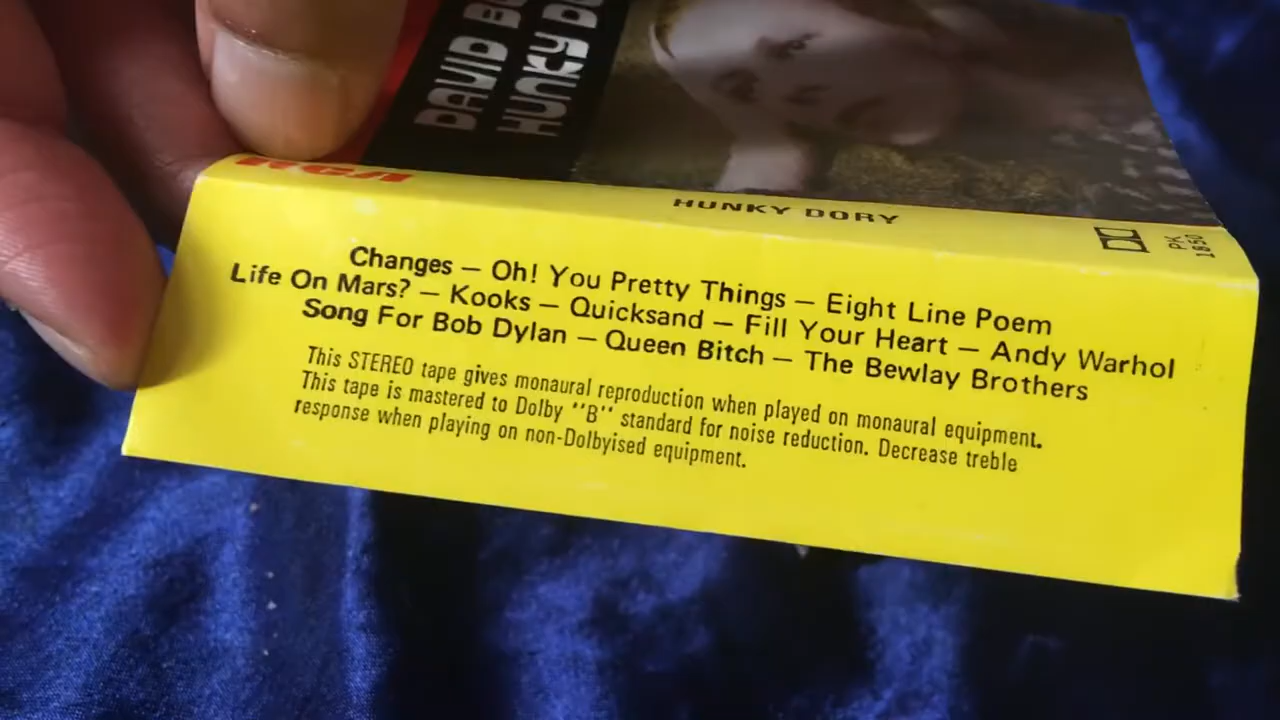 DAVID
HUNKY
RCA
HUNKY DORY
PK
1850
Changes — Oh! You Pretty Things — Eight Line Poem
Life On Mars? — Kooks — Quicksand — Fill Your Heart — Andy Warhol
Song For Bob Dylan — Queen Bitch — The Bewlay Brothers
This STEREO tape gives monaural reproduction when played on monaural equipment.
This tape is mastered to Dolby "B" standard for noise reduction. Decrease treble
response when playing on non-Dolbyised equipment.